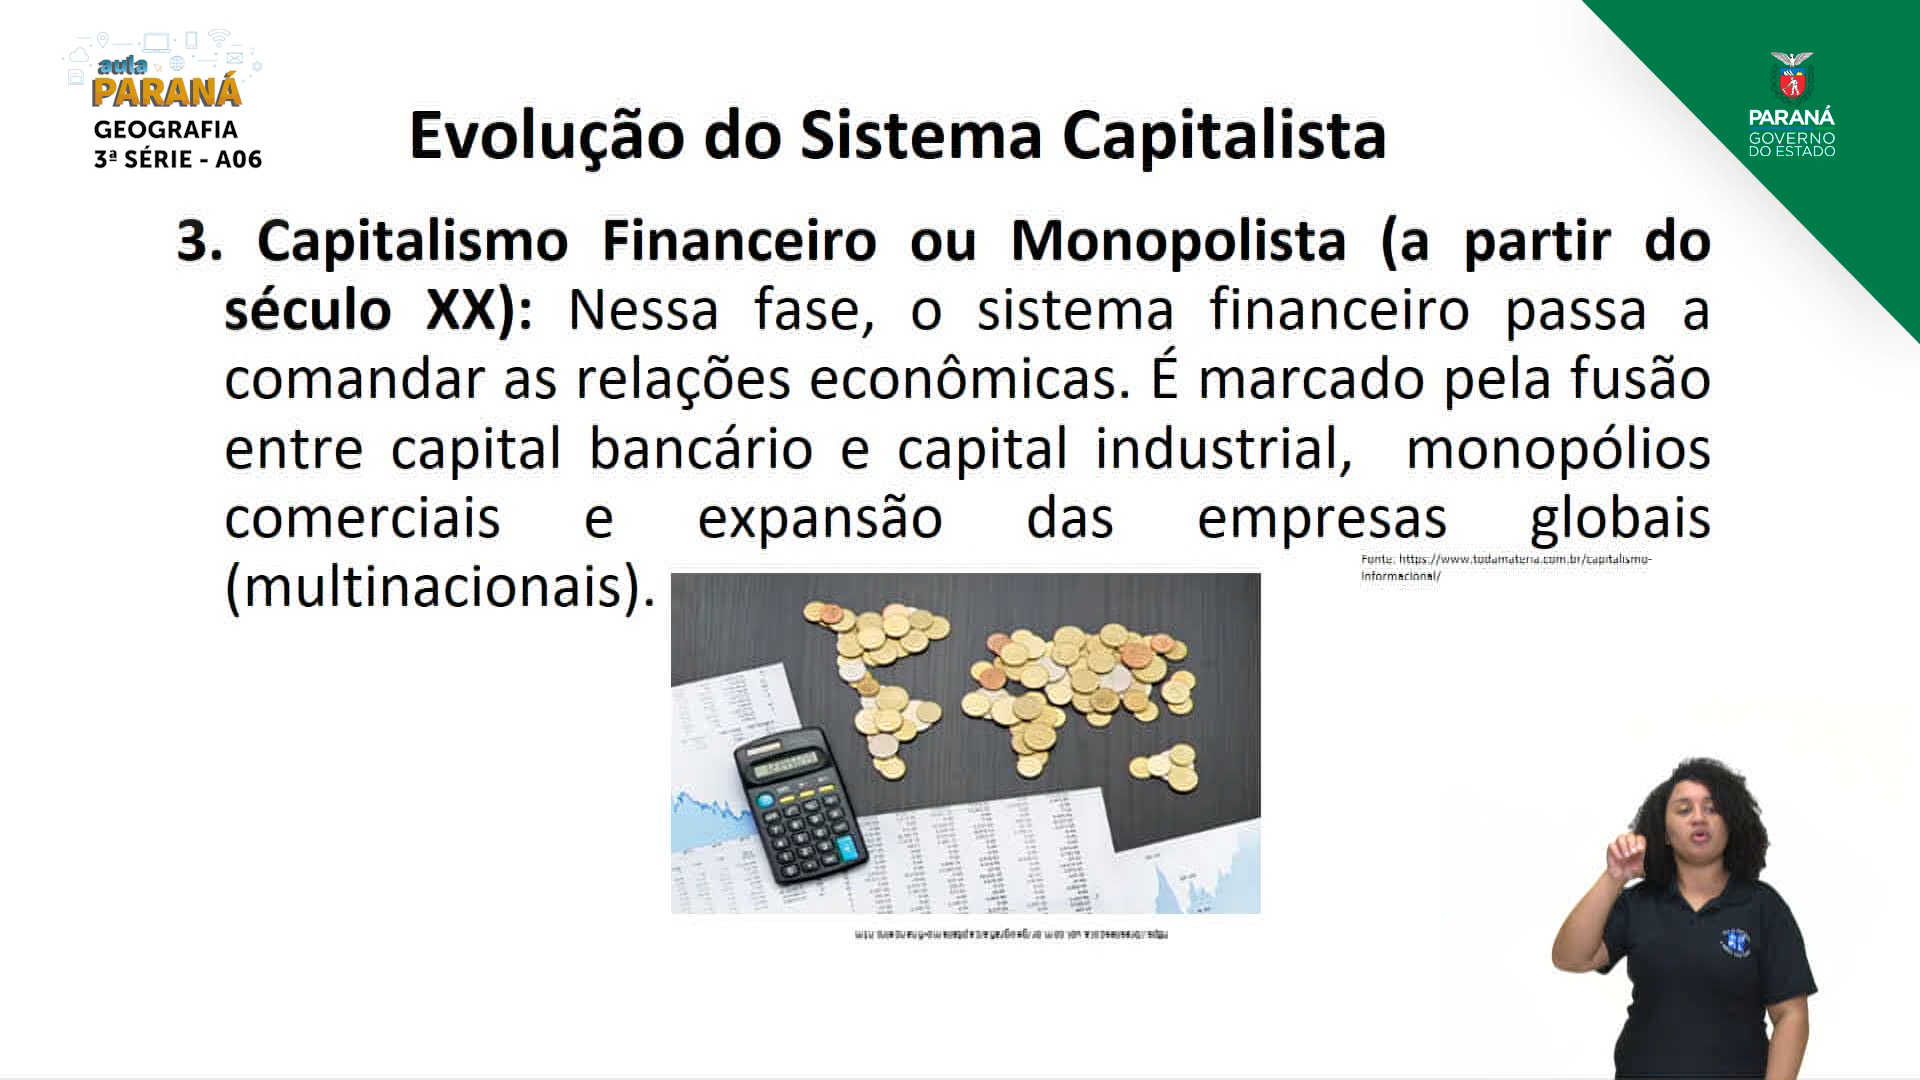 aula
PARANÁ
GEOGRAFIA
3ª SÉRIE - A06
PARANÁ
GOVERNO
DO ESTADO
Evolução do Sistema Capitalista
3. Capitalismo Financeiro ou Monopolista (a partir do
século XX): Nessa fase, o sistema financeiro passa a
comandar as relações econômicas. É marcado pela fusão
entre capital bancário e capital industrial, monopólios
comerciais e expansão das empresas globais
(multinacionais).
Fonte: https://www.todamateria.com.br/capitalismo-
informacional/